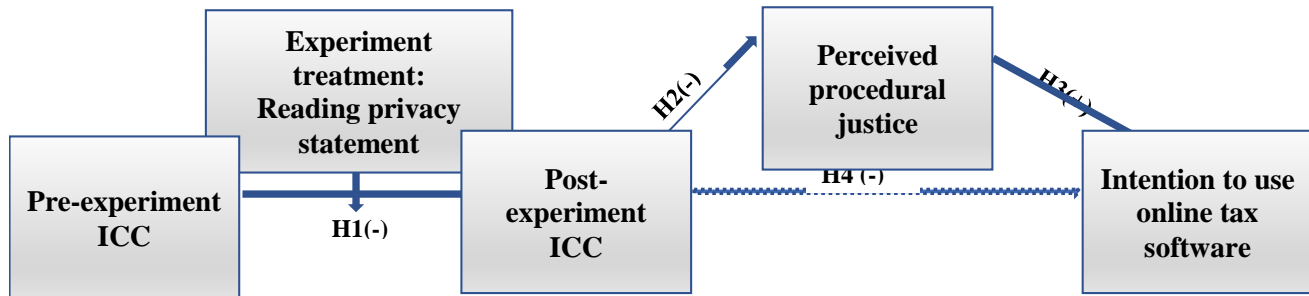 Experiment
treatment:
Reading privacy
statement
Pre-experiment
ICC
H1(-)
Post-
experiment
ICC
H2(-)
Perceived
procedural
justice
H3(+)
H4 (-)
Intention to use
online tax
software